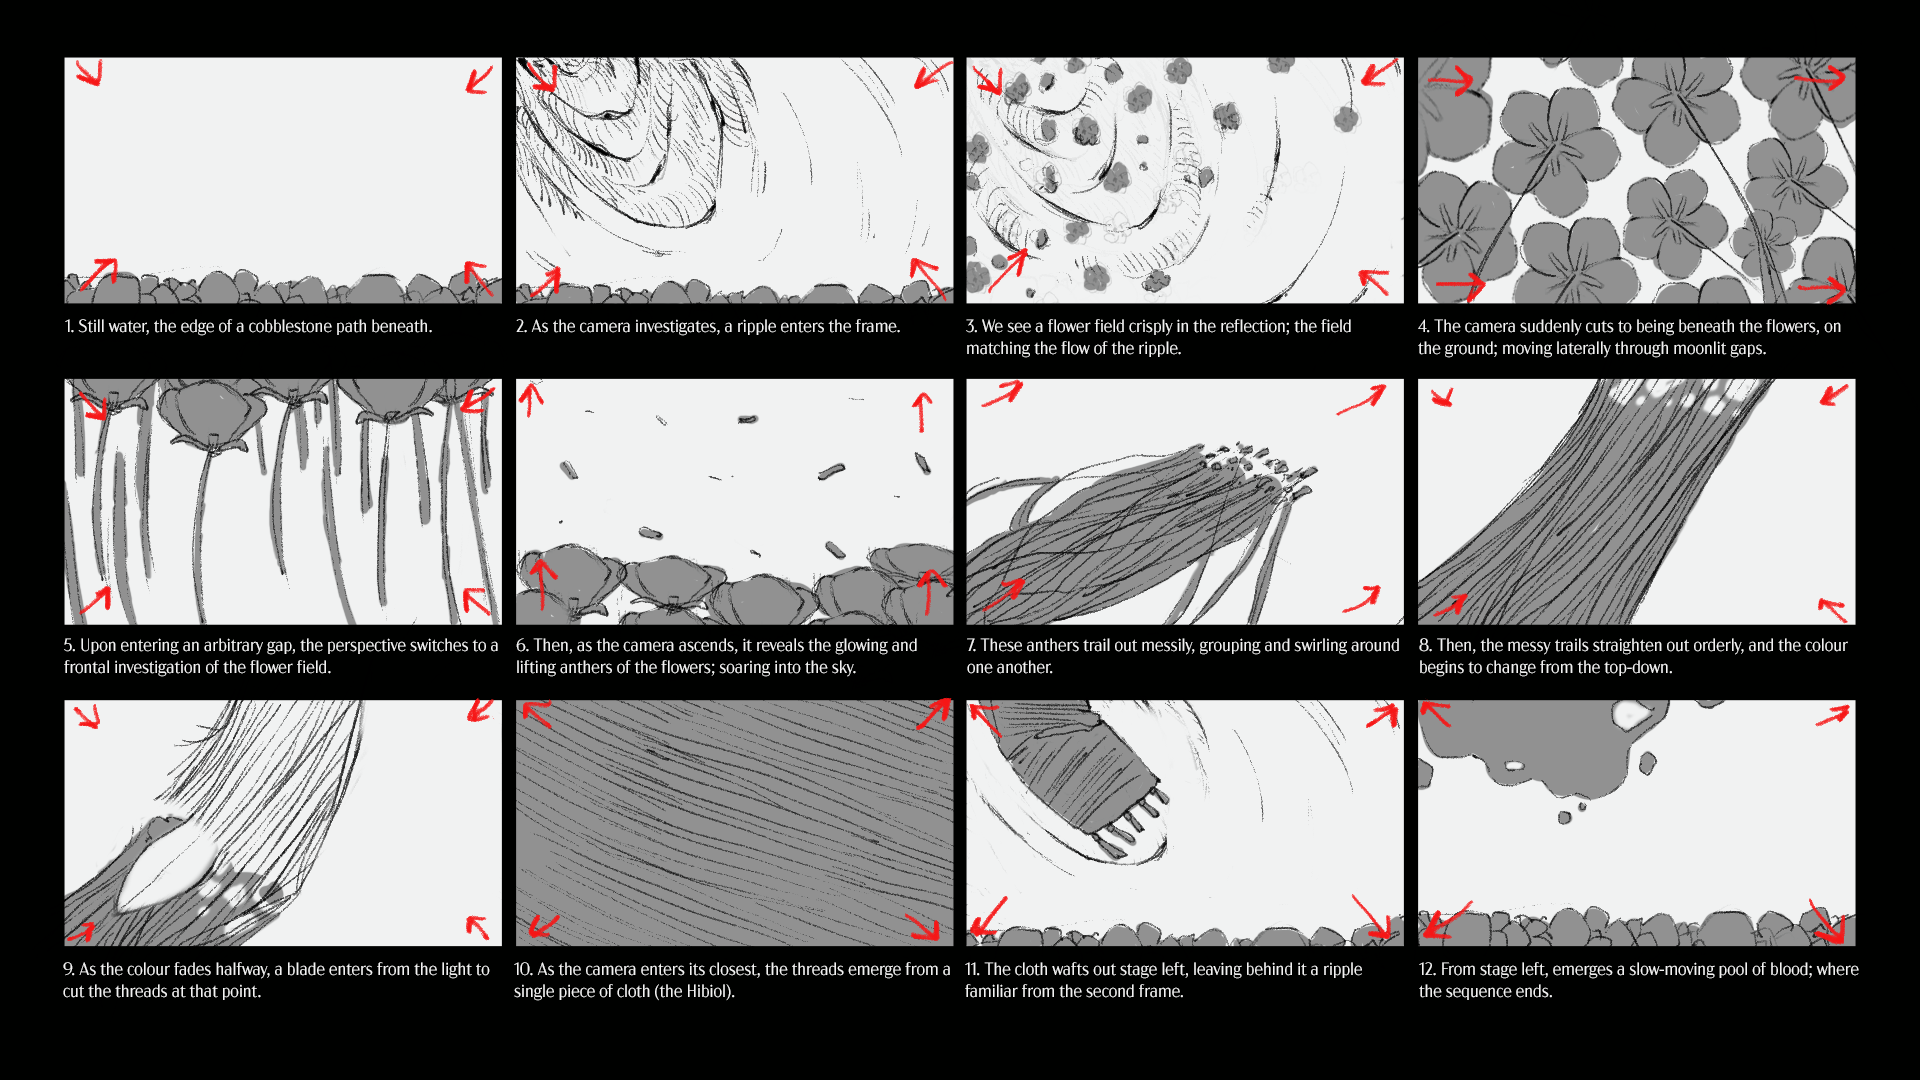 1. Still water, the edge of a cobblestone path beneath.
2. As the camera investigates, a ripple enters the frame.
3. We see a flower field crisply in the reflection; the field
matching the flow of the ripple.
4. The camera suddenly cuts to being beneath the flowers, on
the ground; moving laterally through moonlit gaps.
5. Upon entering an arbitrary gap, the perspective switches to a
frontal investigation of the flower field.
6. Then, as the camera ascends, it reveals the glowing and
lifting anthers of the flowers; soaring into the sky.
7. These anthers trail out messily, grouping and swirling around
one another.
8. Then, the messy trails straighten out orderly, and the colour
begins to change from the top-down.
9. As the colour fades halfway, a blade enters from the light to
cut the threads at that point.
10. As the camera enters its closest, the threads emerge from a
single piece of cloth (the Hibiol).
11. The cloth wafts out stage left, leaving behind it a ripple
familiar from the second frame.
12. From stage left, emerges a slow-moving pool of blood; where
the sequence ends.